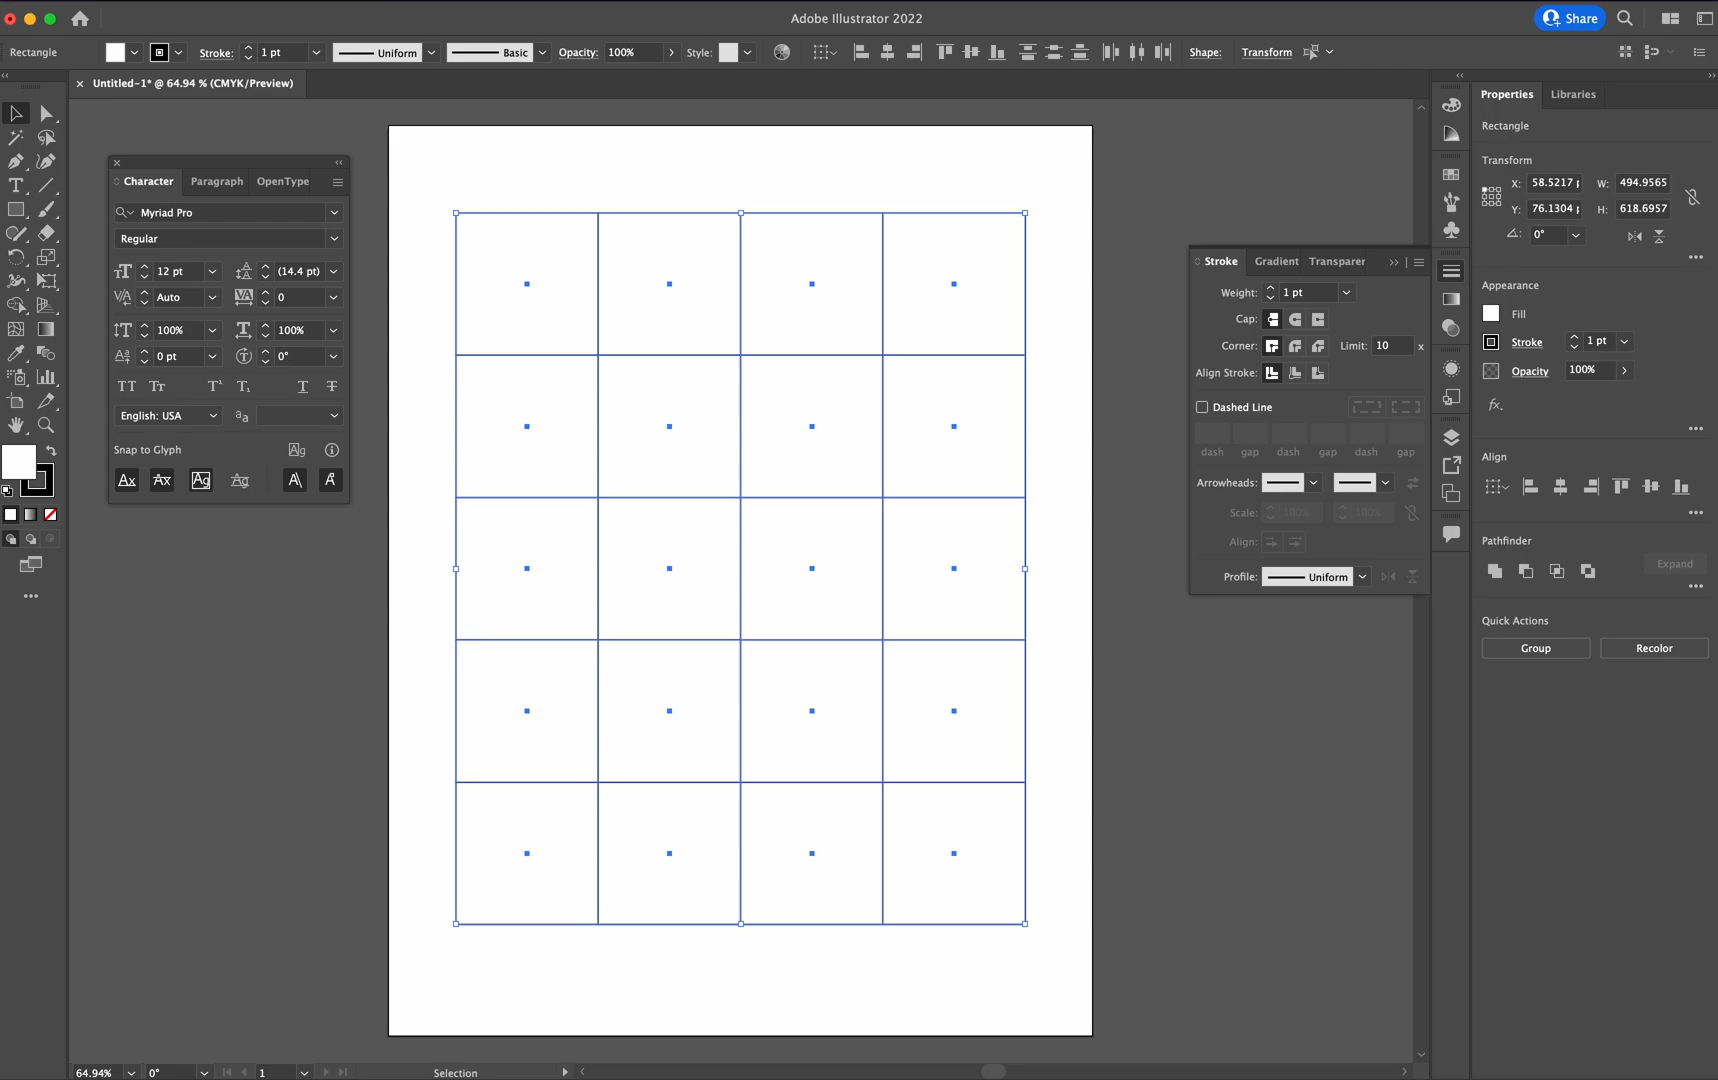 Adobe Illustrator 2022
Share
Rectangle
Stroke:
1 pt
Uniform
Basic
Opacity:
100%
Style:
Shape:
Transform
Untitled-1* @ 64.94 % (CMYK/Preview)
Character
Paragraph
OpenType
Myriad Pro
Regular
12 pt
(14.4 pt)
Auto
0
100%
100%
0 pt
0°
English: USA
Snap to Glyph
Stroke
Gradient
Transparer
Weight:
1 pt
Cap:
Corner:
Limit:
10
x
Align Stroke:
Dashed Line
dash
gap
dash
gap
dash
gap
Arrowheads:
Scale:
100%
100%
Align:
Profile:
Uniform
Properties
Libraries
Rectangle
Transform
X:
58.5217
W:
494.9565
Y:
76.1304
H:
618.6957
0°
Appearance
Fill
Stroke
1 pt
Opacity
100%
fx.
Align
Pathfinder
Expand
Quick Actions
Group
Recolor
64.94%
0°
1
Selection